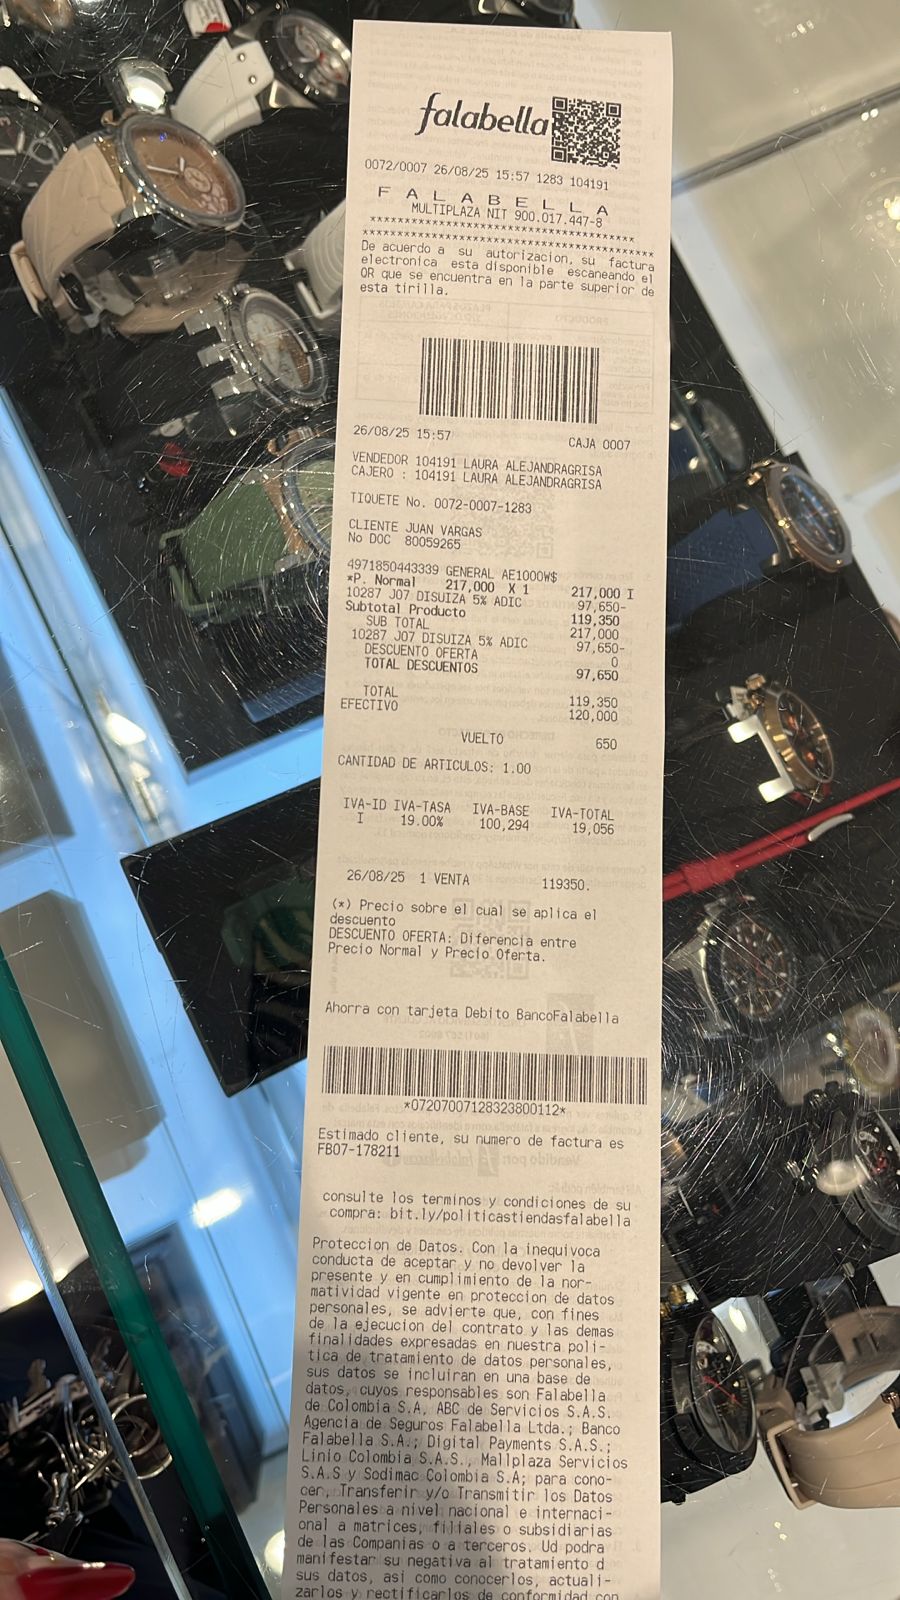 falabella
0072/0007 26/08/25 15:57 1283 104191
F A L A B E L L A
MULTIPLAZA NIT 900.017.447-8
**************************************
******************************************
De acuerdo a su autorizacion, su factura
electronica esta disponible escaneando el
QR que se encuentra en la parte superior de
esta tirilla.
26/08/25 15:57 CAJA 0007
VENDEDOR 104191 LAURA ALEJANDRAGRISA
CAJERO : 104191 LAURA ALEJANDRAGRISA
TIQUETE No. 0072-0007-1283
CLIENTE JUAN VARGAS
No DOC 80059265
4971850443339 GENERAL AE1000W$
*P. Normal 217,000 X 1 217,000 I
10287 J07 DISUIZA 5% ADIC 97,650-
Subtotal Producto 119,350
SUB TOTAL 217,000
10287 J07 DISUIZA 5% ADIC 97,650-
DESCUENTO OFERTA 0
TOTAL DESCUENTOS 97,650
TOTAL 119,350
EFECTIVO 120,000
VUELTO 650
CANTIDAD DE ARTICULOS: 1.00
IVA-ID IVA-TASA IVA-BASE IVA-TOTAL
I 19.00% 100,294 19,056
26/08/25 1 VENTA 119350.
(*) Precio sobre el cual se aplica el
descuento
DESCUENTO OFERTA: Diferencia entre
Precio Normal y Precio Oferta.
Ahorra con tarjeta Debito BancoFalabella
*07207007128323800112*
Estimado cliente, su numero de factura es
FB07-178211
consulte los terminos y condiciones de su
compra: bit.ly/politicastiendasfalabella
Proteccion de Datos. Con la inequivoca
conducta de aceptar y no devolver la
presente y en cumplimiento de la nor-
matividad vigente en proteccion de datos
personales, se advierte que, con fines
de la ejecucion del contrato y las demas
finalidades expresadas en nuestra poli-
tica de tratamiento de datos personales,
sus datos se incluiran en una base de
datos, cuyos responsables son Falabella
de Colombia S.A, ABC de Servicios S.A.S.
Agencia de Seguros Falabella Ltda.; Banco
Falabella S.A.; Digital Payments S.A.S.;
Linio Colombia S.A.S., Mallplaza Servicios
S.A.S y Sodimac Colombia S.A; para cono-
cer, Transferir y/o Transmitir los Datos
Personales a nivel nacional e internaci-
onal a matrices, filiales o subsidiarias
de las Companias o a terceros. Ud podra
manifestar su negativa al tratamiento d
sus datos, asi como conocerlos, actuali-
zarlos y rectificarlos de conformidad con